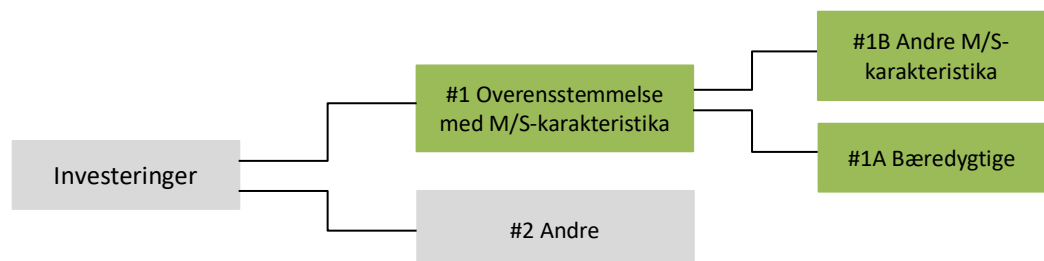 Investeringer
#1 Overensstemmelse
med M/S-karakteristika
#2 Andre
#1B Andre M/S-
karakteristika
#1A Bæredygtige